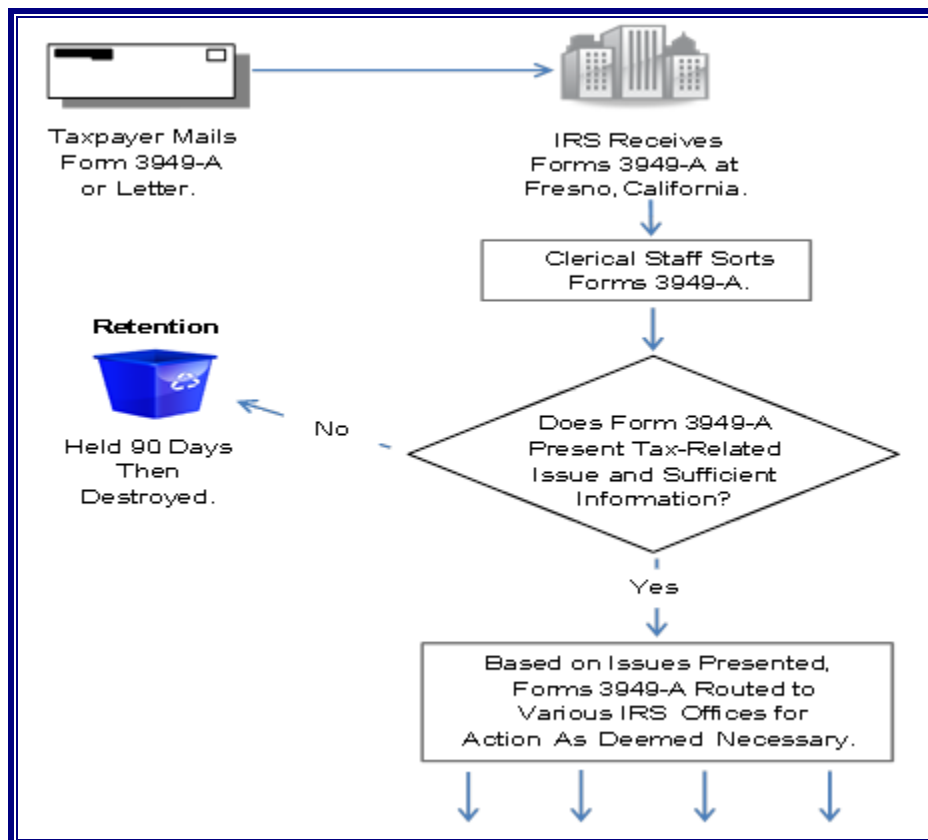 Taxpayer Mails
Form 3949-A
or Letter.
IRS Receives
Forms 3949-A at
Fresno, California.
Clerical Staff Sorts
Forms 3949-A.
Retention
Held 90 Days
Then
Destroyed.
No
Does Form 3949-A
Present Tax-Related
Issue and Sufficient
Information?
Yes
Based on Issues Presented,
Forms 3949-A Routed to
Various IRS Offices for
Action As Deemed Necessary.